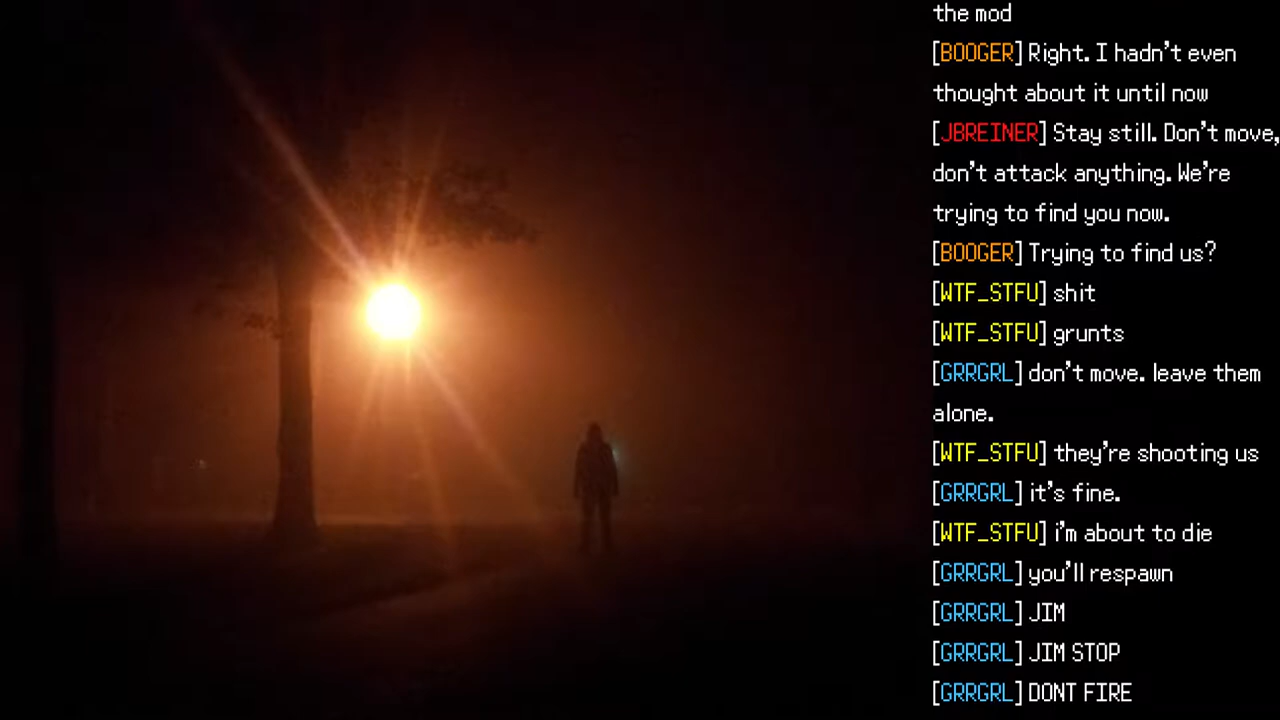 the mod
[BOOGER] Right. I hadn't even
thought about it until now
[JBREINER] Stay still. Don't move,
don't attack anything. We're
trying to find you now.
[BOOGER] Trying to find us?
[WTF_STFU] shit
[WTF_STFU] grunts
[GRRGRL] don't move. leave them
alone.
[WTF_STFU] they're shooting us
[GRRGRL] it's fine.
[WTF_STFU] i'm about to die
[GRRGRL] you'll respawn
[GRRGRL] JIM
[GRRGRL] JIM STOP
[GRRGRL] DONT FIRE